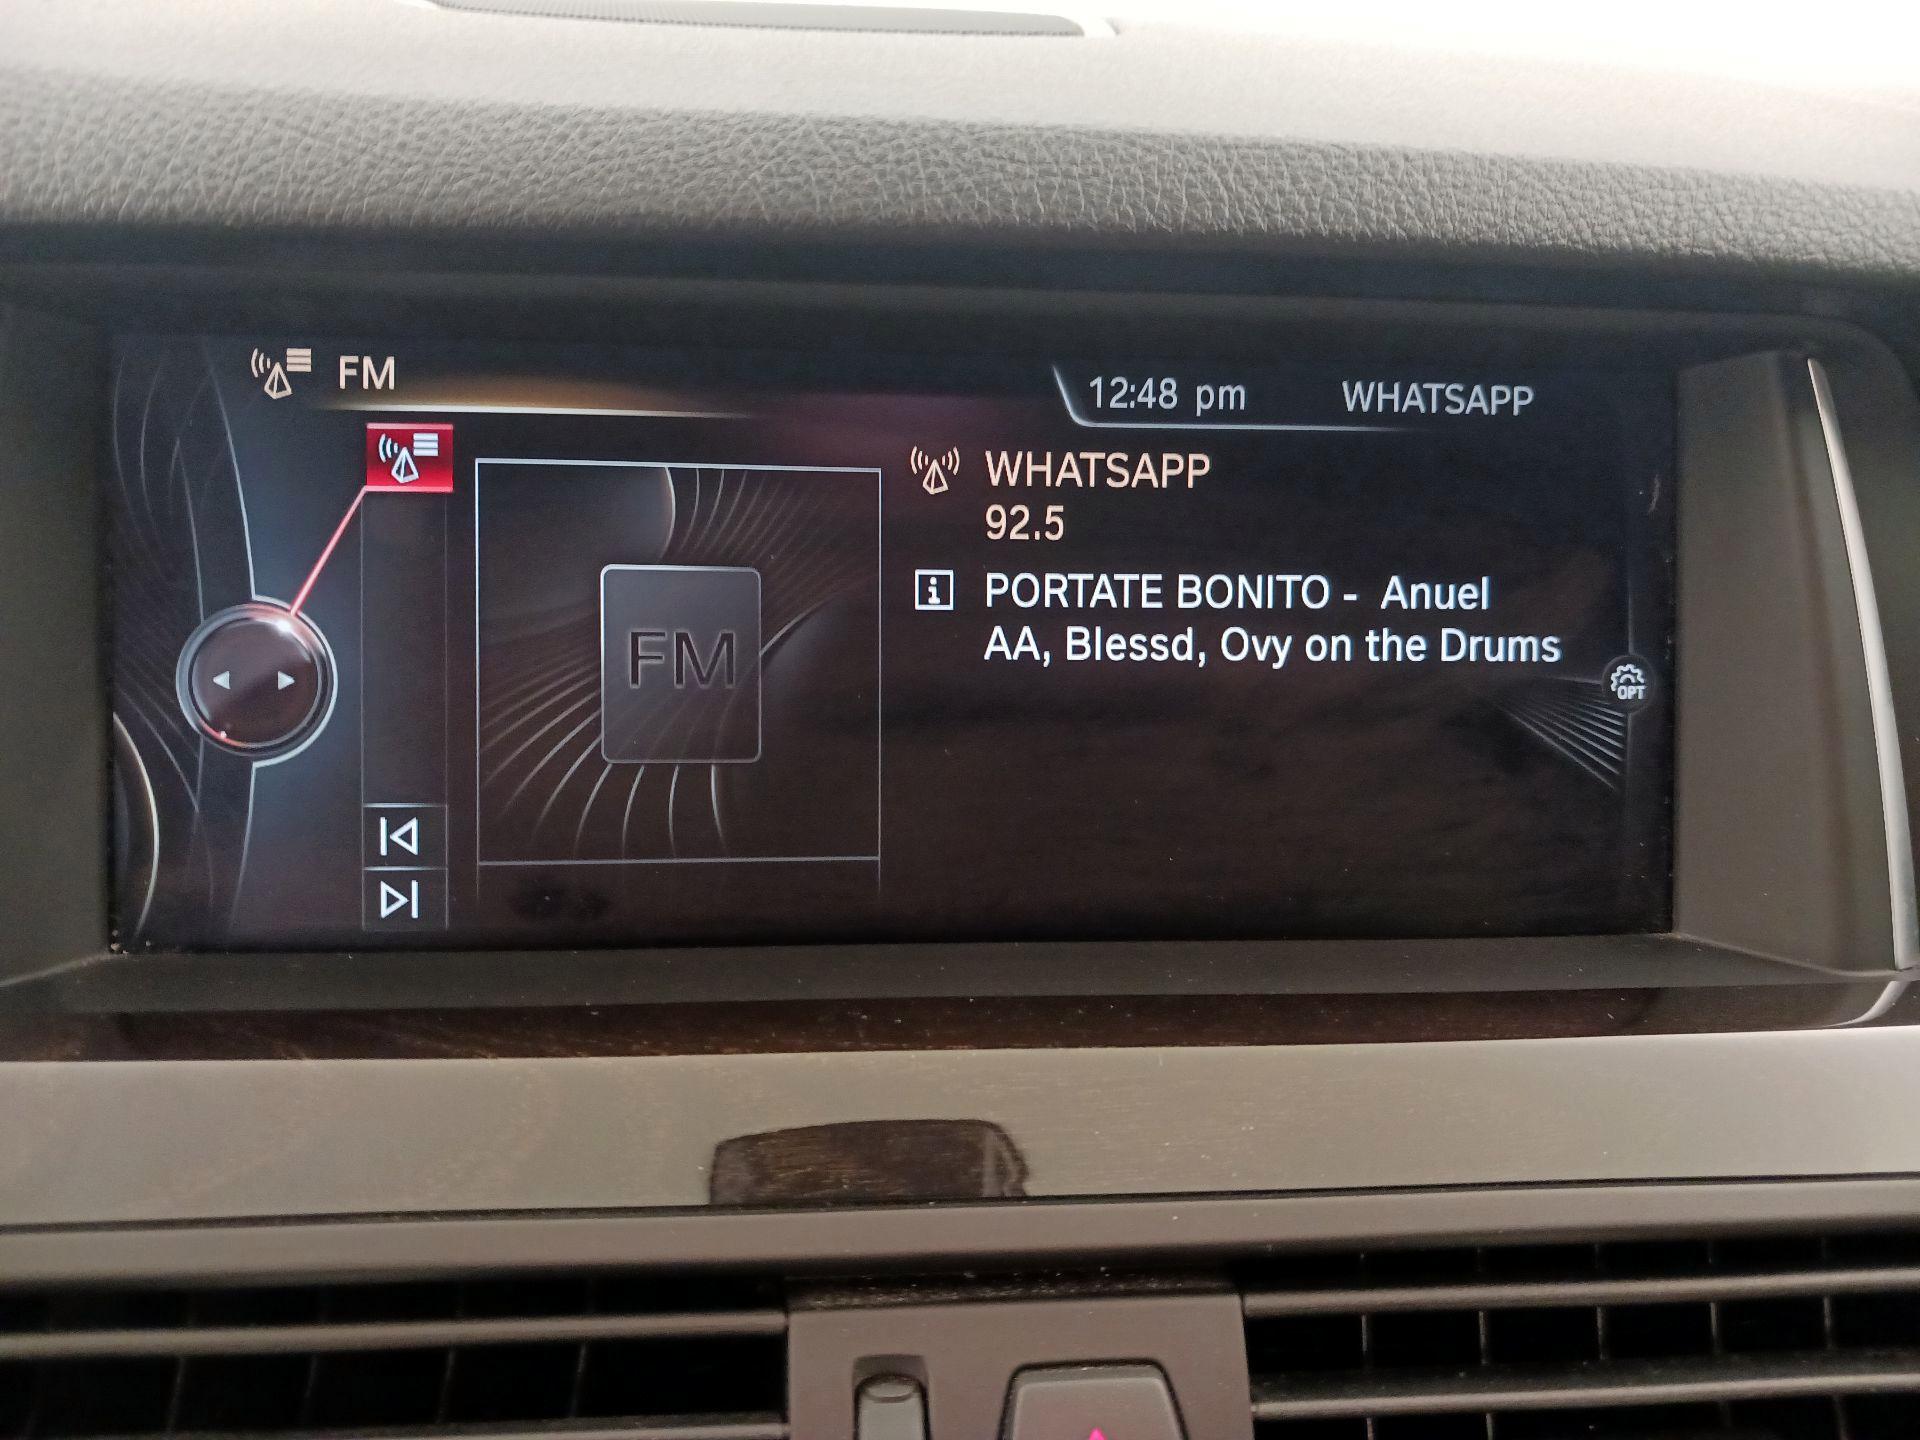 FM
12:48 pm WHATSAPP
WHATSAPP
92.5
PORTATE BONITO - Anuel
AA, Blessd, Ovy on the Drums
FM
OPT